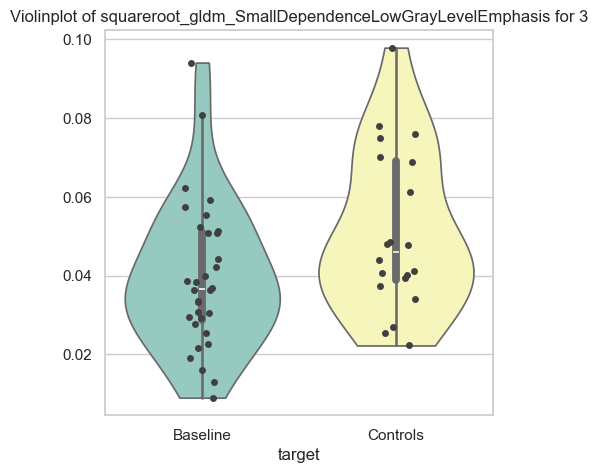 Violinplot of squareroot_gldm_SmallDependenceLowGrayLevelEmphasis for 3
0.10
0.08
0.06
0.04
0.02
Baseline
Controls
target